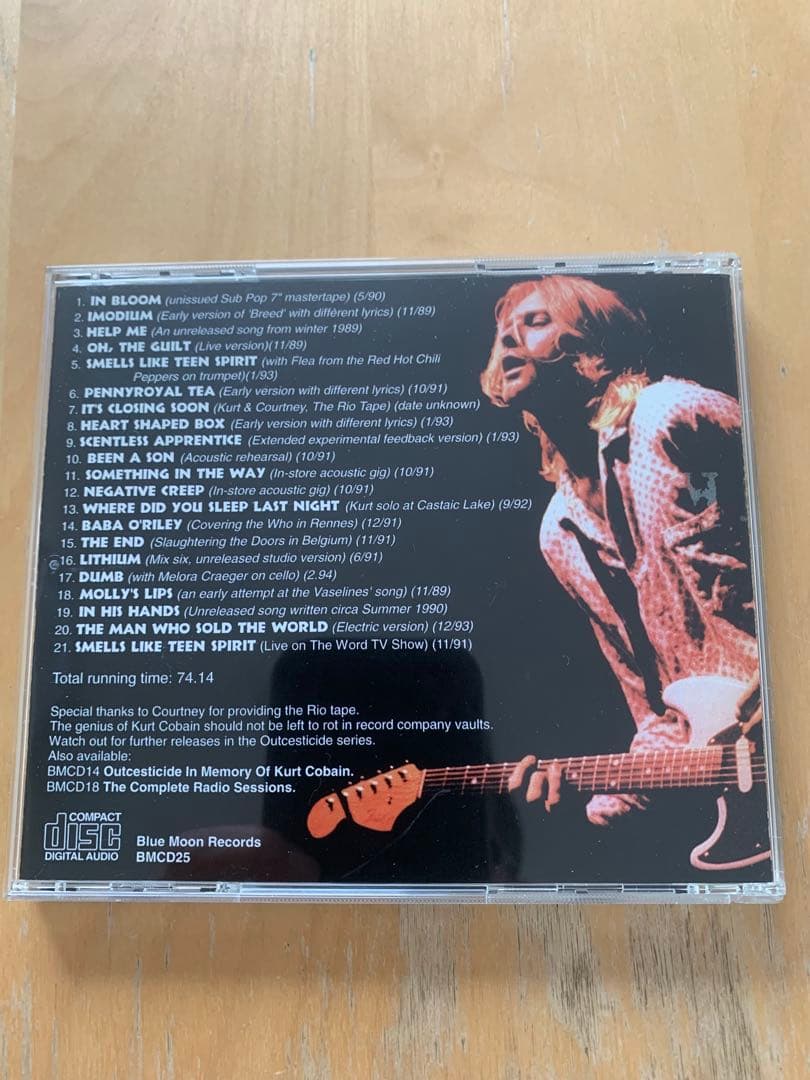 1. IN BLOOM (unissued Sub Pop 7" mastertape) (5/90)
2. IMODIUM (Early version of 'Breed' with différent lyrics) (11/89)
3. HELP ME (An unreleased song from winter 1989)
4. OH, THE GUILT (Live version)(11/89)
5. SMELLS LIKE TEEN SPIRIT (with Flea from the Red Hot Chili
Peppers on trumpet)(1/93)
6. PENNYROYAL TEA (Early version with different lyrics) (10/91)
7. IT'S CLOSING SOON (Kurt & Courtney, The Rio Tape) (date unknown)
8. HEART SHAPED BOX (Early version with different lyrics) (1/93)
9. SCENTLESS APPRENTICE (Extended experimental feedback version) (1/93)
10. BEEN A SON (Acoustic rehearsal) (10/91)
11. SOMETHING IN THE WAY (In-store acoustic gig) (10/91)
12. NEGATIVE CREEP (In-store acoustic gig) (10/91)
13. WHERE DID YOU SLEEP LAST NIGHT (Kurt solo at Castaic Lake) (9/92)
14. BABA O'RILEY (Covering the Who in Rennes) (12/91)
15. THE END (Slaughtering the Doors in Belgium) (11/91)
16. LITHIUM (Mix six, unreleased studio version) (6/91)
17. DUMB (with Melora Craeger on cello) (2.94)
18. MOLLY'S LIPS (an early attempt at the Vaselines' song) (11/89)
19. IN HIS HANDS (Unreleased song written circa Summer 1990)
20. THE MAN WHO SOLD THE WORLD (Electric version) (12/93)
21. SMELLS LIKE TEEN SPIRIT (Live on The Word TV Show) (11/91)
Total running time: 74.14
Special thanks to Courtney for providing the Rio tape.
The genius of Kurt Cobain should not be left to rot in record company vaults.
Watch out for further releases in the Outcesticide series.
Also available:
BMCD14 Outcesticide In Memory Of Kurt Cobain.
BMCD18 The Complete Radio Sessions.
COMPACT
disc
DIGITAL AUDIO
Blue Moon Records
BMCD25